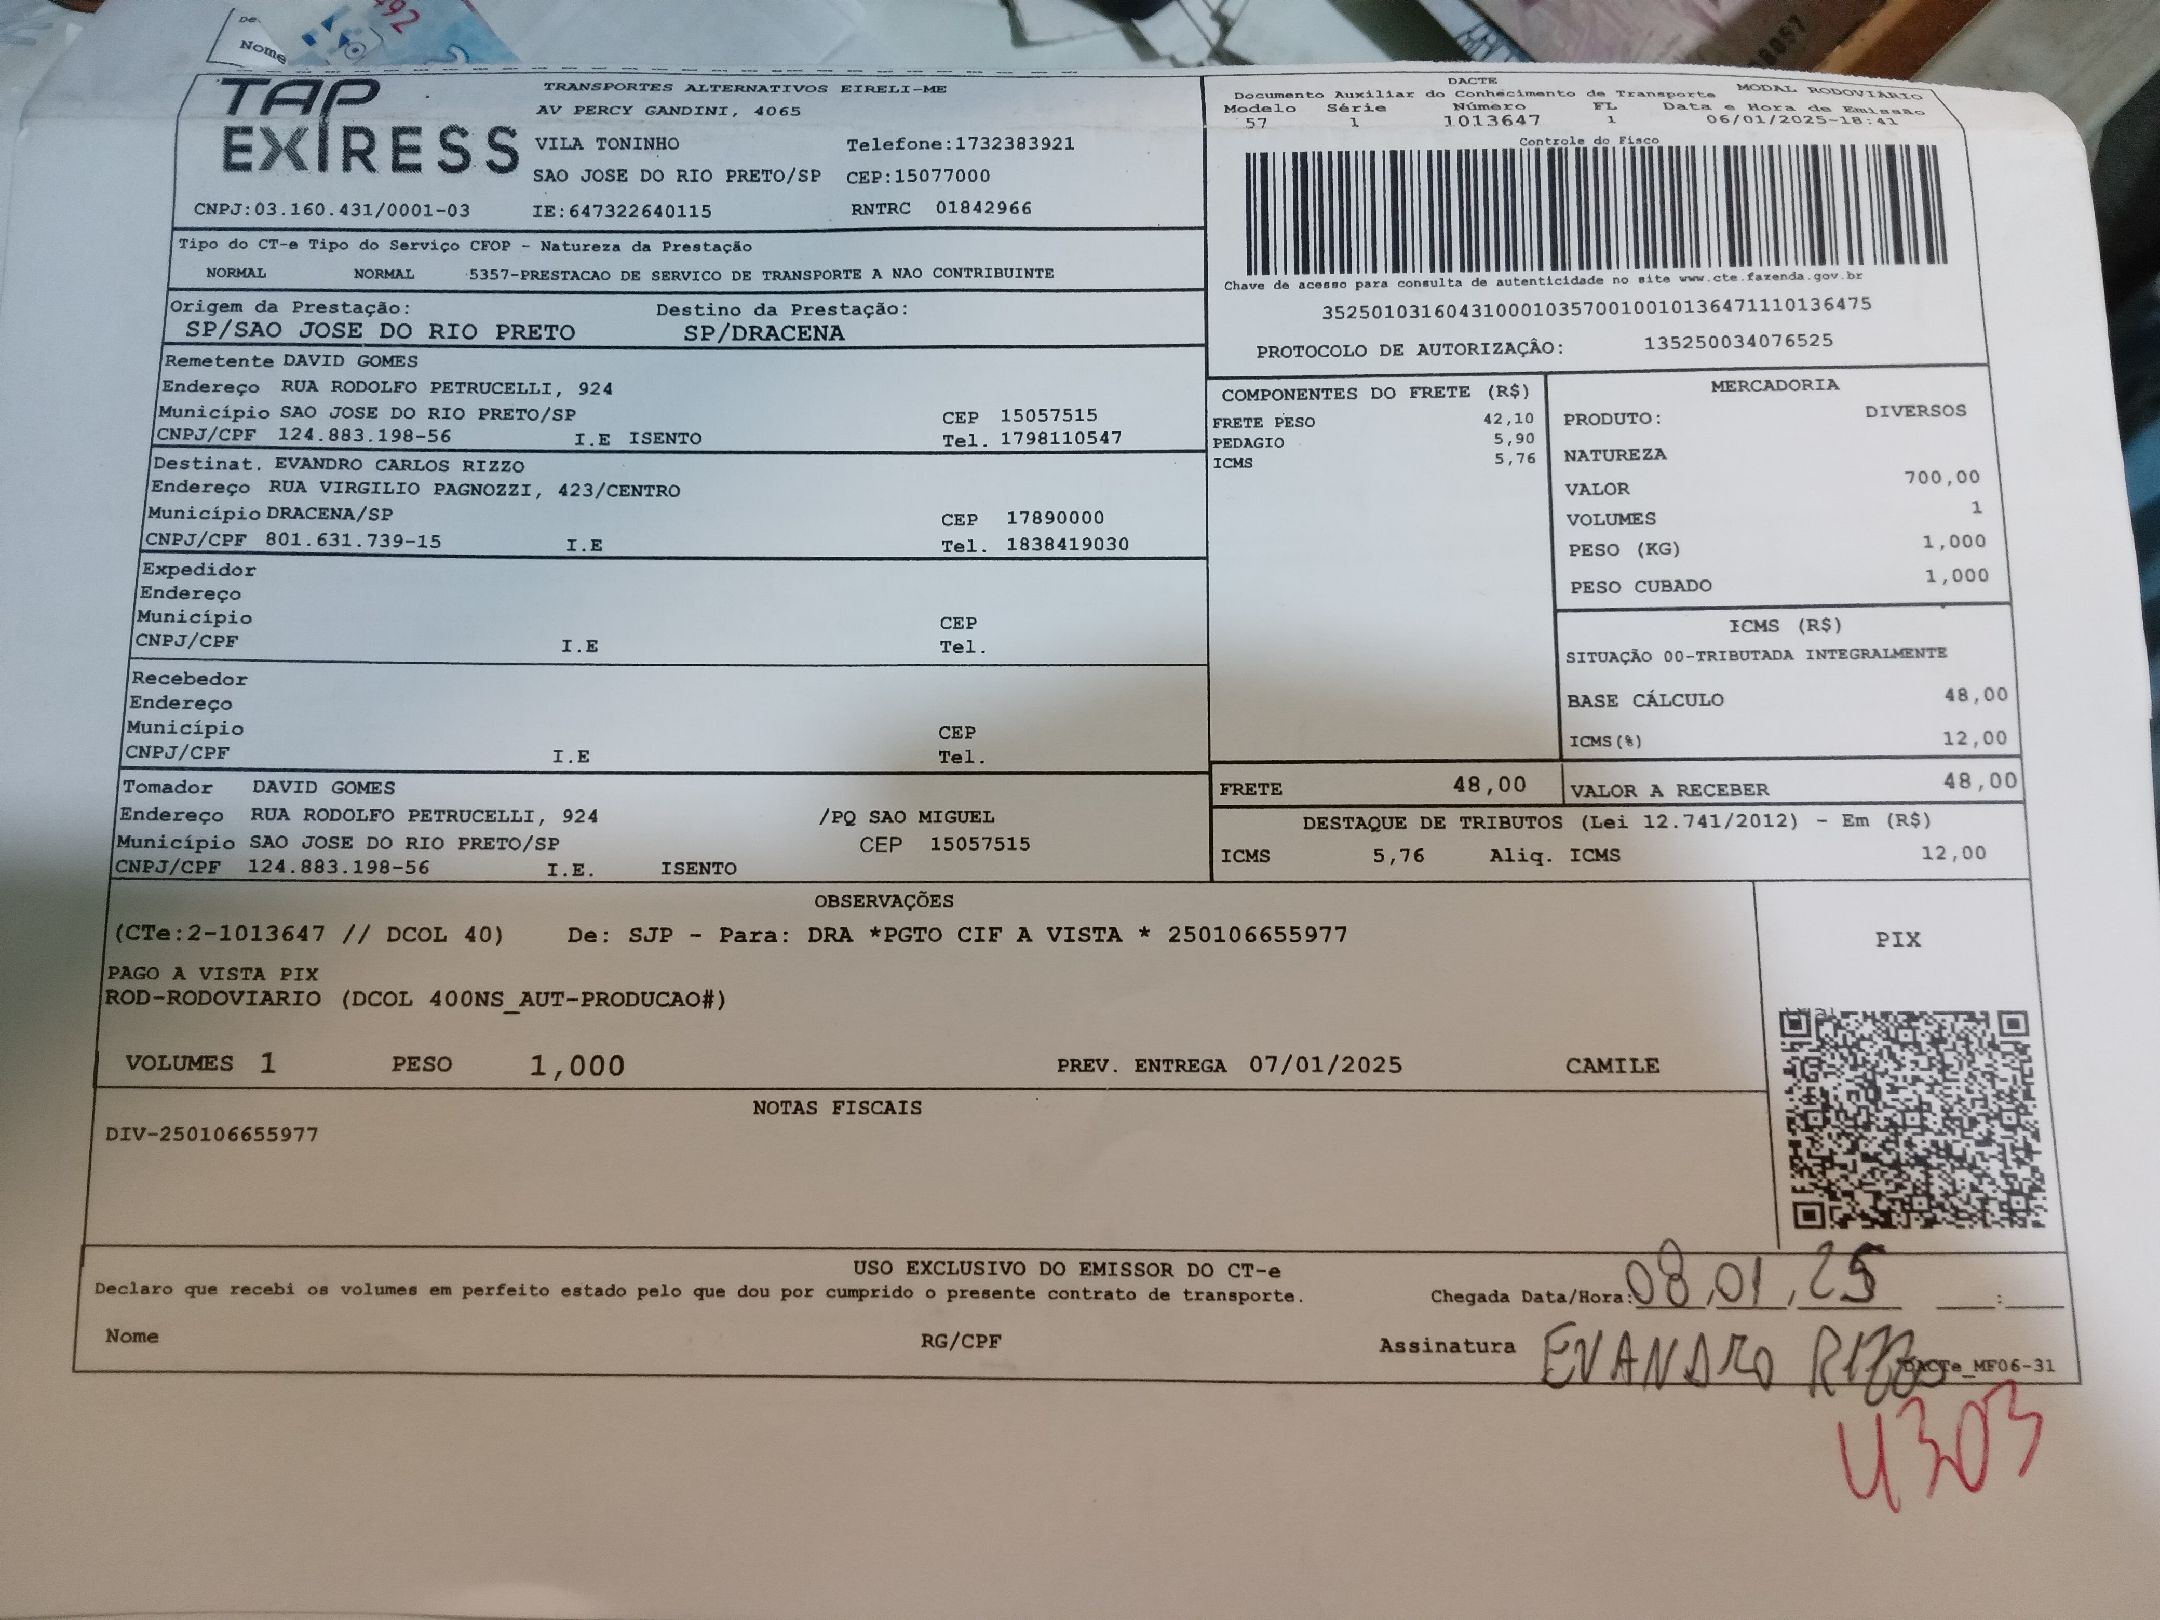 De
Nome
TAP
EXPRESS
TRANSPORTES ALTERNATIVOS EIRELI-ME
AV PERCY GANDINI, 4065
VILA TONINHO Telefone:1732383921
SAO JOSE DO RIO PRETO/SP CEP:15077000
CNPJ:03.160.431/0001-03 IE:647322640115 RNTRC 01842966
DACTE MODAL RODOVIÁRIO
Documento Auxiliar do Conhecimento de Transporte
Modelo Série Número FL Data e Hora de Emissão
57 1 1013647 1 06/01/2025-18:41
Controle do Fisco
Chave de acesso para consulta de autenticidade no site www.cte.fazenda.gov.br
35250103160431000103570010010136471110136475
PROTOCOLO DE AUTORIZAÇÂO: 135250034076525
Tipo do CT-e Tipo do Serviço CFOP - Natureza da Prestação
NORMAL NORMAL 5357-PRESTACAO DE SERVICO DE TRANSPORTE A NAO CONTRIBUINTE
Origem da Prestação: Destino da Prestação:
SP/SAO JOSE DO RIO PRETO SP/DRACENA
Remetente DAVID GOMES
Endereço RUA RODOLFO PETRUCELLI, 924
Município SAO JOSE DO RIO PRETO/SP CEP 15057515
CNPJ/CPF 124.883.198-56 I.E ISENTO Tel. 1798110547
Destinat. EVANDRO CARLOS RIZZO
Endereço RUA VIRGILIO PAGNOZZI, 423/CENTRO
Município DRACENA/SP CEP 17890000
CNPJ/CPF 801.631.739-15 I.E Tel. 1838419030
Expedidor
Endereço
Município CEP
CNPJ/CPF I.E Tel.
Recebedor
Endereço
Município CEP
CNPJ/CPF I.E Tel.
Tomador DAVID GOMES
Endereço RUA RODOLFO PETRUCELLI, 924 /PQ SAO MIGUEL
Município SAO JOSE DO RIO PRETO/SP CEP 15057515
CNPJ/CPF 124.883.198-56 I.E. ISENTO
COMPONENTES DO FRETE (R$)
FRETE PESO 42,10
PEDAGIO 5,90
ICMS 5,76
MERCADORIA
PRODUTO: DIVERSOS
NATUREZA
VALOR 700,00
VOLUMES 1
PESO (KG) 1,000
PESO CUBADO 1,000
ICMS (R$)
SITUAÇÃO 00-TRIBUTADA INTEGRALMENTE
BASE CÁLCULO 48,00
ICMS(%) 12,00
FRETE 48,00 VALOR A RECEBER 48,00
DESTAQUE DE TRIBUTOS (Lei 12.741/2012) - Em (R$)
ICMS 5,76 Aliq. ICMS 12,00
OBSERVAÇÕES
(CTe:2-1013647 // DCOL 40) De: SJP - Para: DRA *PGTO CIF A VISTA * 250106655977
PAGO A VISTA PIX
ROD-RODOVIARIO (DCOL 400NS_AUT-PRODUCAO#)
VOLUMES 1 PESO 1,000 PREV. ENTREGA 07/01/2025 CAMILE
PIX
NOTAS FISCAIS
DIV-250106655977
USO EXCLUSIVO DO EMISSOR DO CT-e
Declaro que recebi os volumes em perfeito estado pelo que dou por cumprido o presente contrato de transporte.
Chegada Data/Hora: 08,01,25 :
Nome RG/CPF Assinatura EVANDRO RIZZO
DACTe_MF06-31
4303